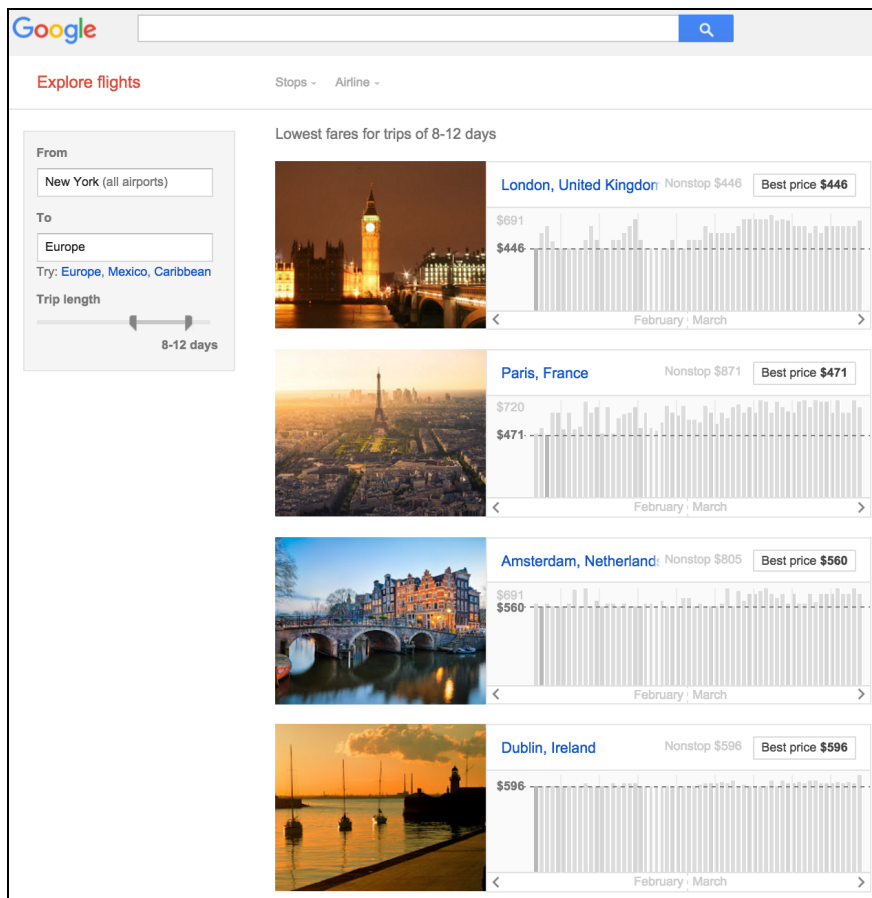 Google
Explore flights
Stops
Airline
From
New York (all airports)
To
Europe
Try: Europe, Mexico, Caribbean
Trip length
8-12 days
Lowest fares for trips of 8-12 days
London, United Kingdom Nonstop $446 Best price $446
$691
$446
February March
Paris, France Nonstop $871 Best price $471
$720
$471
February March
Amsterdam, Netherlands Nonstop $805 Best price $560
$691
$560
February March
Dublin, Ireland Nonstop $596 Best price $596
$596
February March